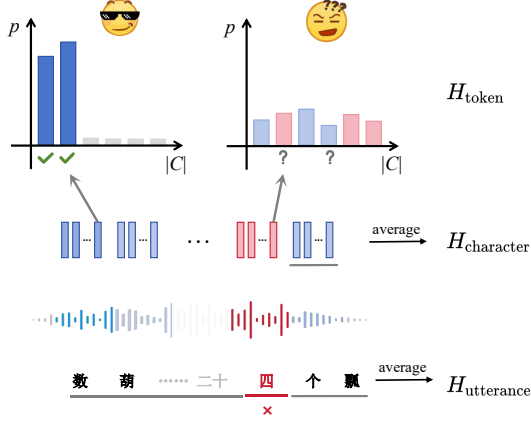 ???
p
p
H_token
|C|
|C|
? ?
... ... ... ... ...
average
H_character
数 葫 …… 二十 四 个 瓢
average
H_utterance
×